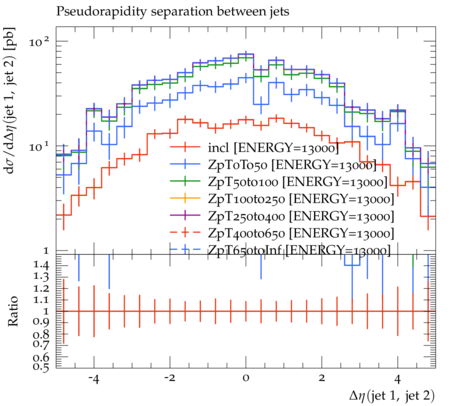 Pseudorapidity separation between jets
dσ/dΔη(jet 1, jet 2) [pb]
10²
10¹
1
incl [ENERGY=13000]
ZpT0To50 [ENERGY=13000]
ZpT50to100 [ENERGY=13000]
ZpT100to250 [ENERGY=13000]
ZpT250to400 [ENERGY=13000]
ZpT400to650 [ENERGY=13000]
ZpT650toInf [ENERGY=13000]
Ratio
1.4
1.3
1.2
1.1
1
0.9
0.8
0.7
0.6
0.5
-4 -2 0 2 4
Δη(jet 1, jet 2)